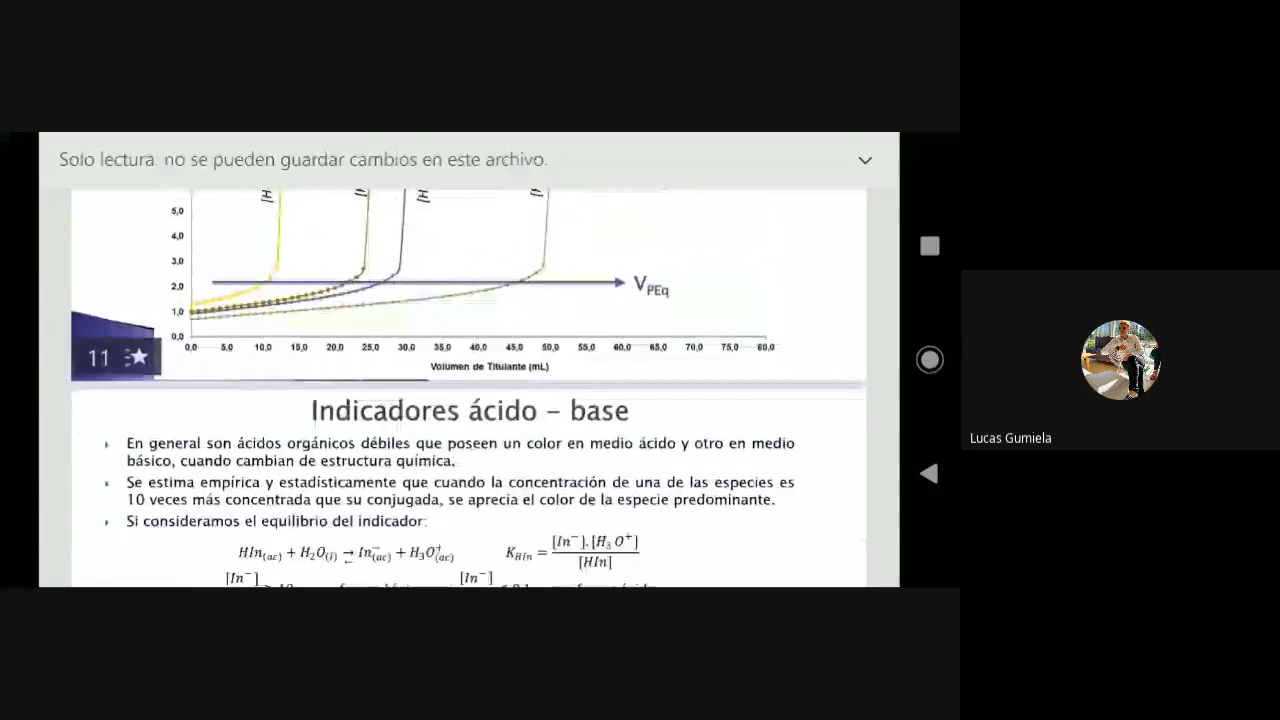 Solo lectura. no se pueden guardar cambios en este archivo.
[H
[H
[H
5,0
4,0
3,0
2,0
1,0
0,0
V_PEq
0,0 5,0 10,0 15,0 20,0 25,0 30,0 35,0 40,0 45,0 50,0 55,0 60,0 65,0 70,0 75,0 80,0
Volumen de Titulante (mL)
11
Indicadores ácido – base
En general son ácidos orgánicos débiles que poseen un color en medio ácido y otro en medio
básico, cuando cambian de estructura química.
Se estima empírica y estadísticamente que cuando la concentración de una de las especies es
10 veces más concentrada que su conjugada, se aprecia el color de la especie predominante.
Si consideramos el equilibrio del indicador:
HIn(ac) + H2O(l) ⇄ In⁻(ac) + H3O⁺(ac) K_HIn = [In⁻].[H3O⁺] / [HIn]
[In⁻] [In⁻]
Lucas Gumiela